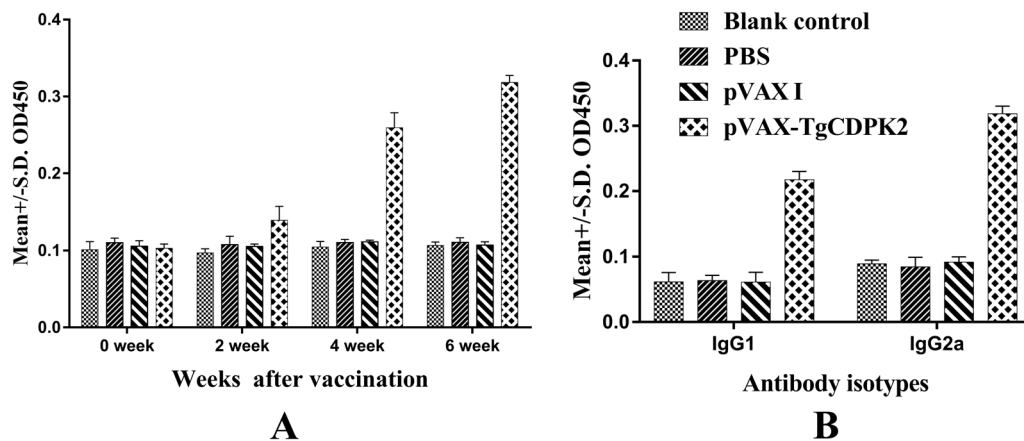 Mean+/-S.D. OD450
0.4
0.3
0.2
0.1
0.0
0 week
2 week
4 week
6 week
Weeks after vaccination
A
Blank control
PBS
pVAX I
pVAX-TgCDPK2
Mean+/-S.D. OD450
0.4
0.3
0.2
0.1
0.0
IgG1
IgG2a
Antibody isotypes
B